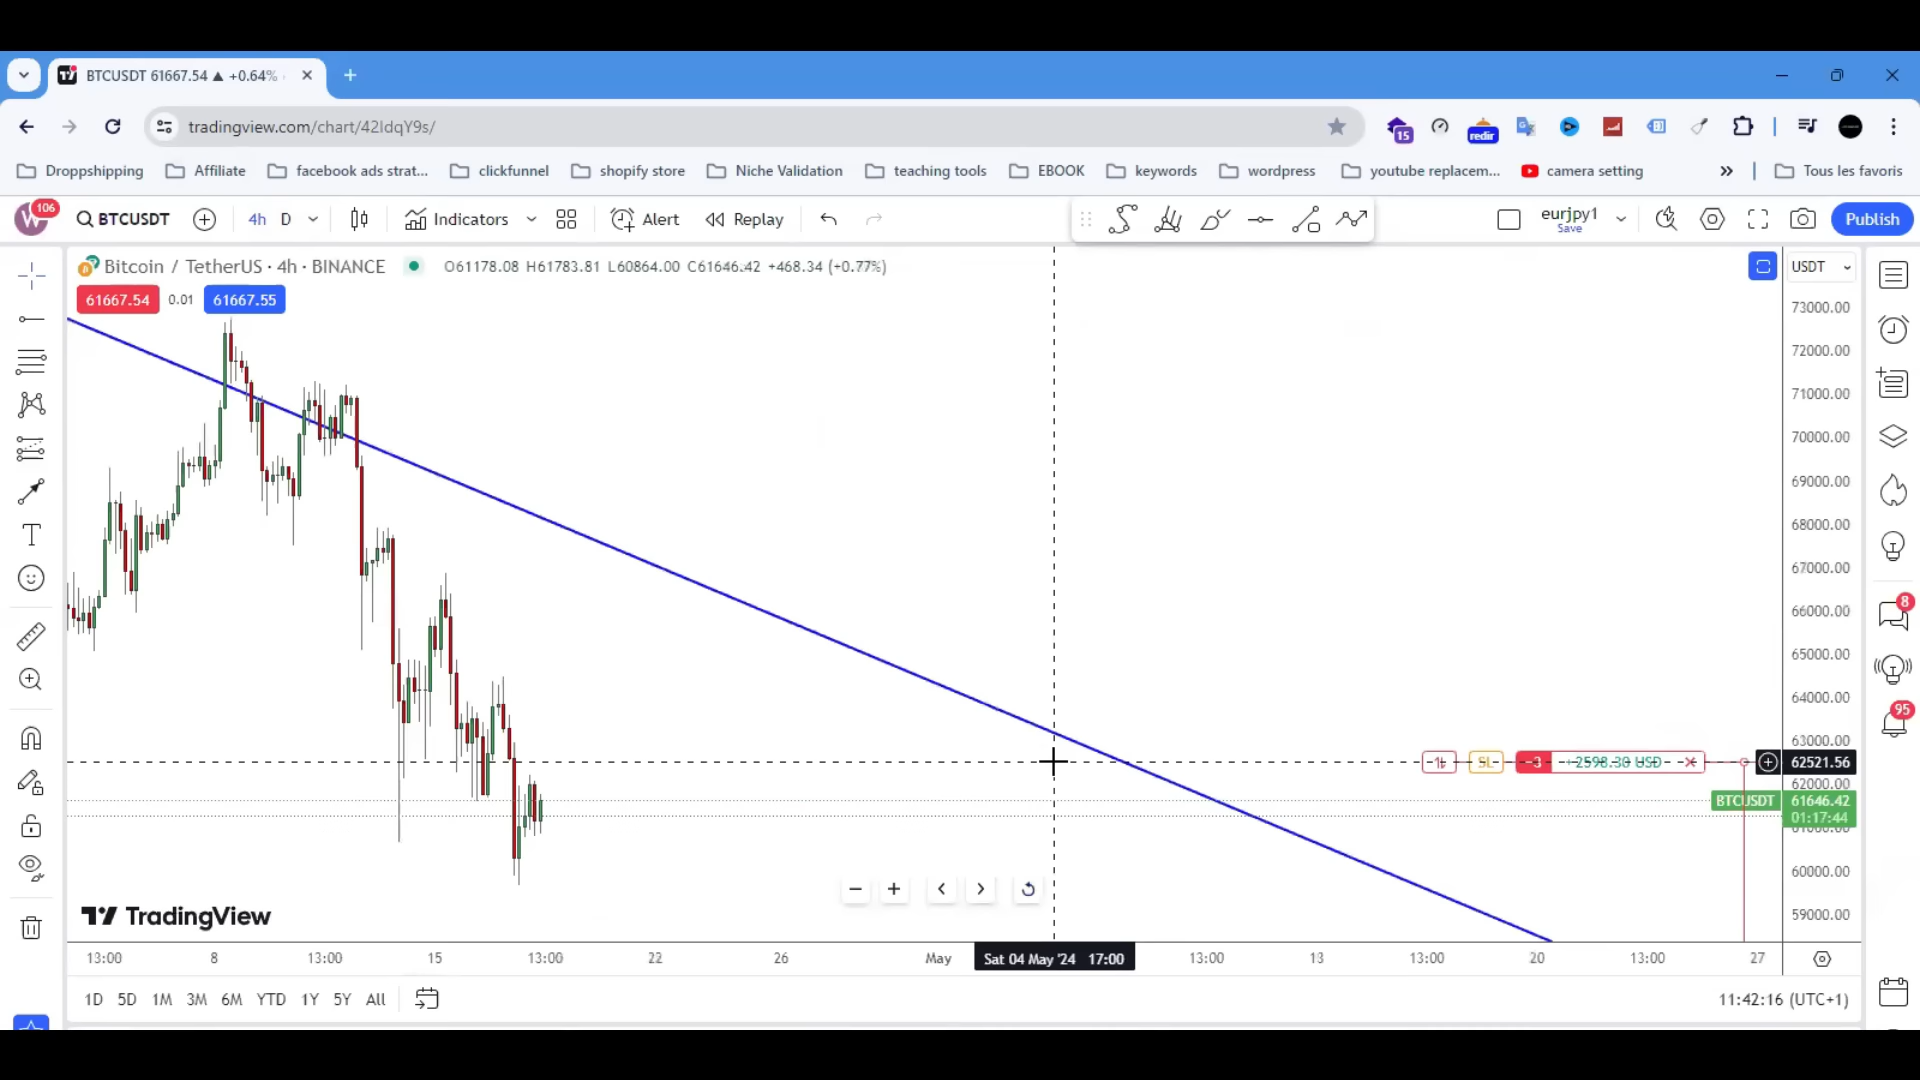 BTCUSDT 61667.54 ▲ +0.64%
tradingview.com/chart/42IdqY9s/
15
redir
Droppshipping Affiliate facebook ads strat... clickfunnel shopify store Niche Validation teaching tools EBOOK keywords wordpress youtube replacem... camera setting » Tous les favoris
W 106 BTCUSDT 4h D Indicators Alert Replay eurjpy1 Save Publish
Bitcoin / TetherUS · 4h · BINANCE O61178.08 H61783.81 L60864.00 C61646.42 +468.34 (+0.77%) USDT
61667.54 0.01 61667.55
73000.00
72000.00
71000.00
70000.00
69000.00
68000.00
67000.00
66000.00
8
65000.00
64000.00
95
63000.00
SL -3 +2598.30 USD 62521.56
62000.00
BTCUSDT 61646.42
01:17:44
61000.00
60000.00
59000.00
TradingView
13:00 8 13:00 15 13:00 22 26 May Sat 04 May '24 17:00 13:00 13 13:00 20 13:00 27
1D 5D 1M 3M 6M YTD 1Y 5Y All 11:42:16 (UTC+1)